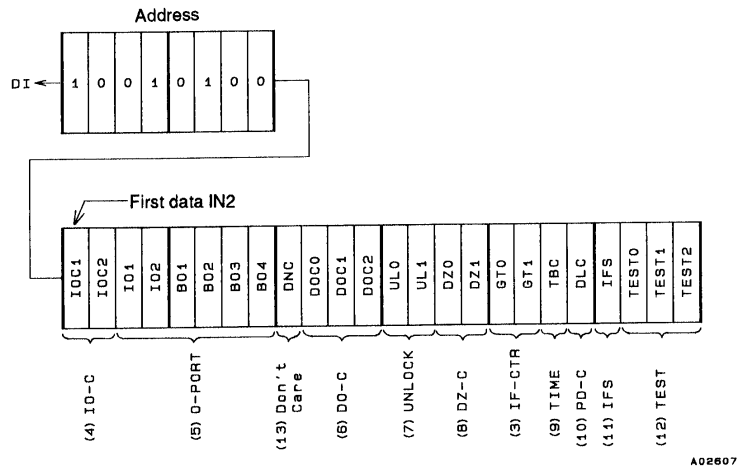 Address
DI 1 0 0 1 0 1 0 0
First data IN2
IOC1 IOC2 IO1 IO2 BO1 BO2 BO3 BO4 DNC DOC0 DOC1 DOC2 UL0 UL1 DZ0 DZ1 GT0 GT1 TBC DLC IFS TEST0 TEST1 TEST2
(4) IO-C
(5) O-PORT
(13) Don't
Care
(6) DO-C
(7) UNLOCK
(8) DZ-C
(3) IF-CTR
(9) TIME
(10) PD-C
(11) IFS
(12) TEST
A02607